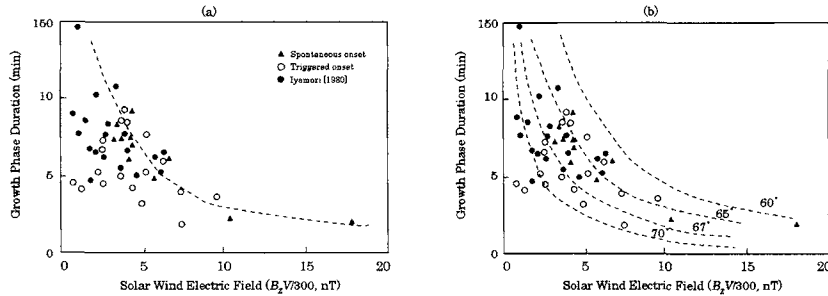 (a)
150
10
5
0
Growth Phase Duration (min)
▲ Spontaneous onset
○ Triggered onset
● Iyemori [1980]
0 5 10 15 20
Solar Wind Electric Field (BzV/300, nT)
(b)
150
10
5
0
Growth Phase Duration (min)
60°
65°
67°
70°
0 5 10 15 20
Solar Wind Electric Field (BzV/300, nT)